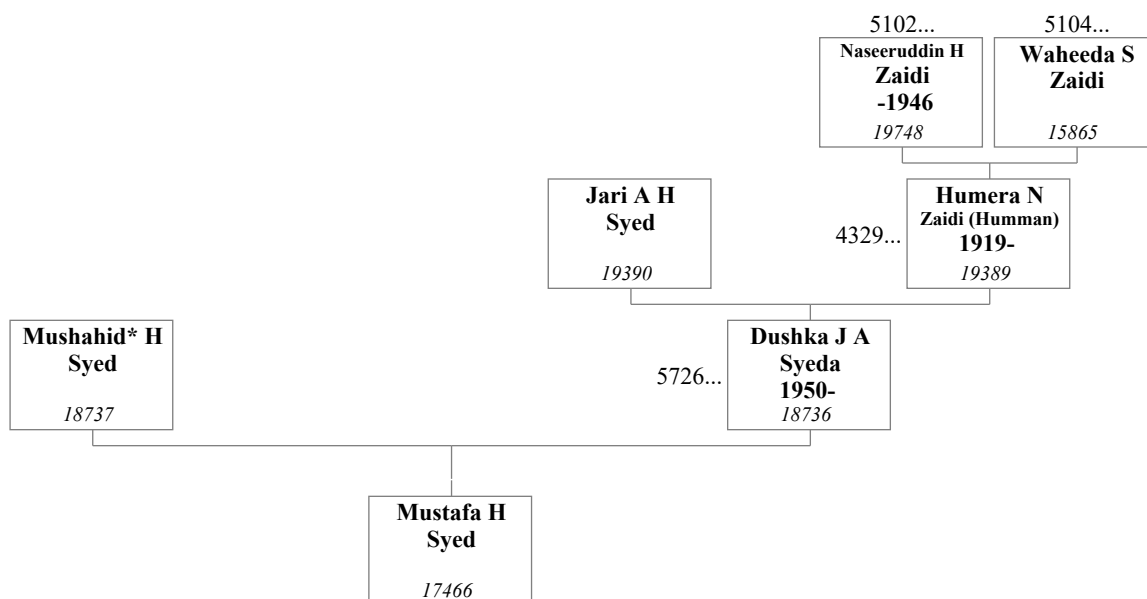 5102...
5104...
Naseeruddin H
Zaidi
-1946
19748
Waheeda S
Zaidi
15865
Jari A H
Syed
19390
4329...
Humera N
Zaidi (Humman)
1919-
19389
Mushahid* H
Syed
18737
5726...
Dushka J A
Syeda
1950-
18736
Mustafa H
Syed
17466